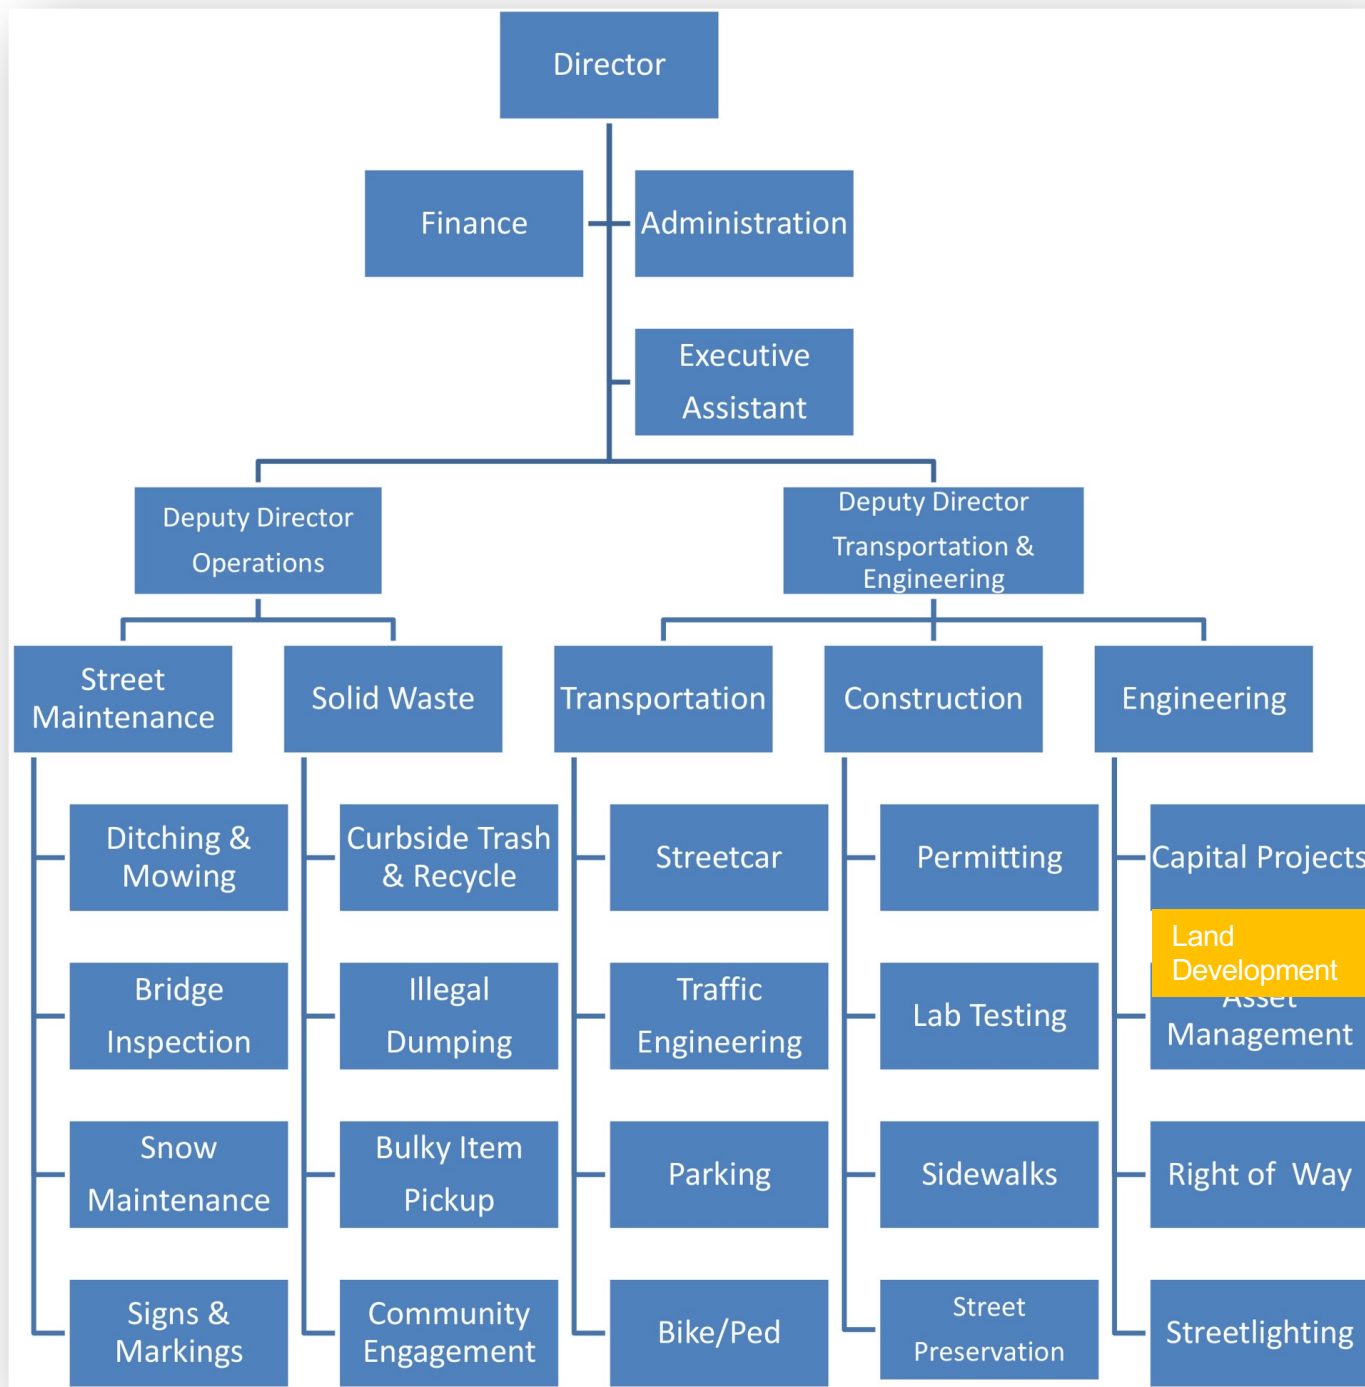 Director
Finance
Administration
Executive
Assistant
Deputy Director
Operations
Deputy Director
Transportation &
Engineering
Street
Maintenance
Solid Waste
Transportation
Construction
Engineering
Ditching &
Mowing
Curbside Trash
& Recycle
Streetcar
Permitting
Capital Projects
Land
Development
Bridge
Inspection
Illegal
Dumping
Traffic
Engineering
Lab Testing
Asset
Management
Snow
Maintenance
Bulky Item
Pickup
Parking
Sidewalks
Right of  Way
Signs &
Markings
Community
Engagement
Bike/Ped
Street
Preservation
Streetlighting